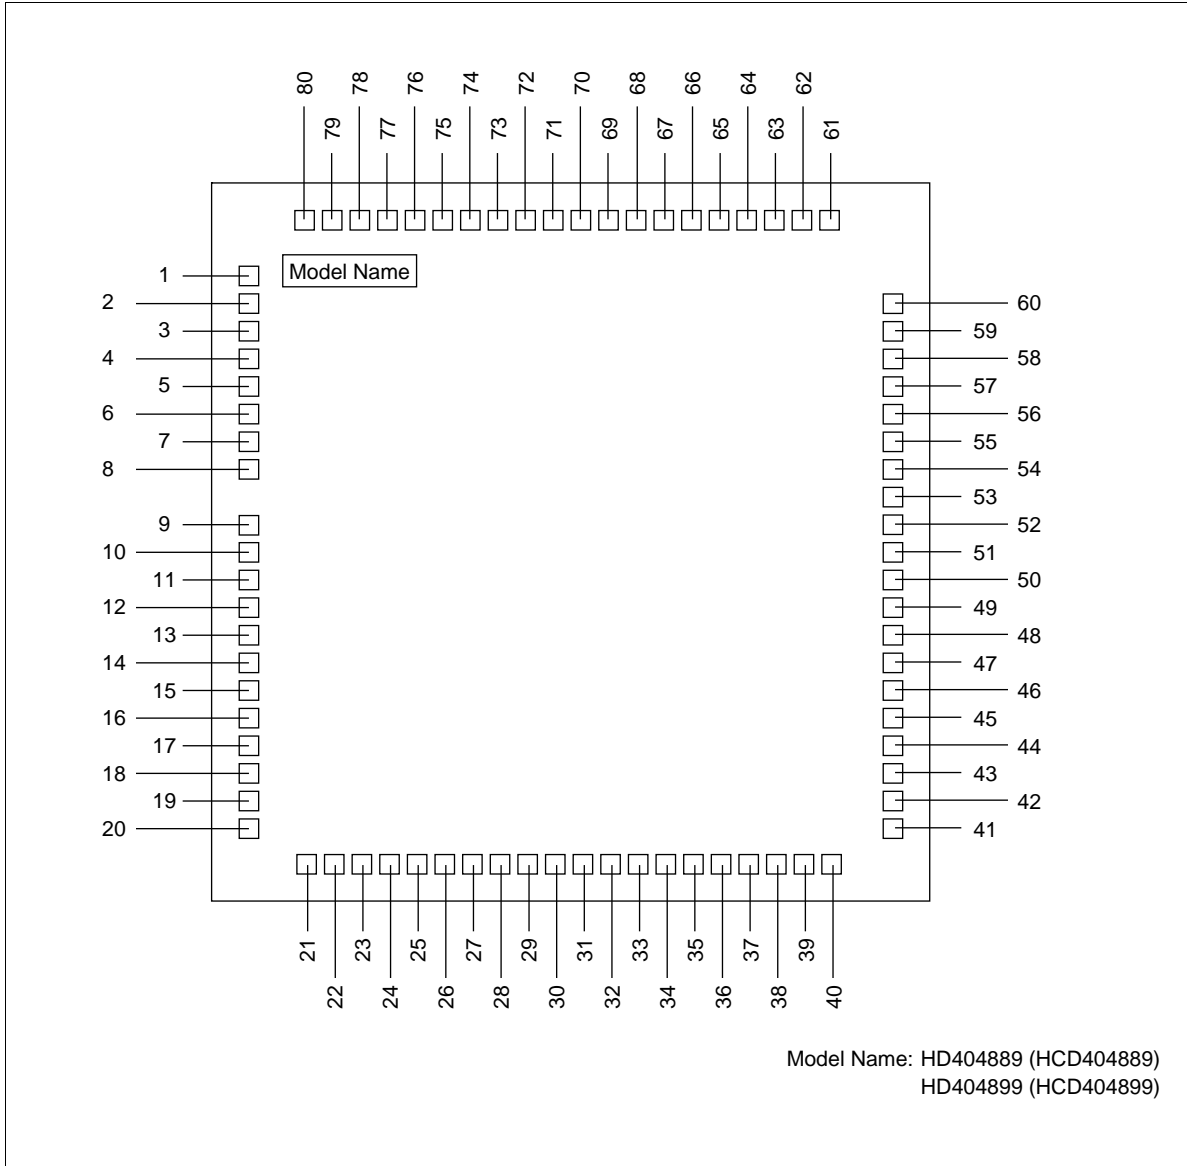 80 78 76 74 72 70 68 66 64 62
79 77 75 73 71 69 67 65 63 61
1 Model Name
2 60
3 59
4 58
5 57
6 56
7 55
8 54
53
9 52
10 51
11 50
12 49
13 48
14 47
15 46
16 45
17 44
18 43
19 42
20 41
21 23 25 27 29 31 33 35 37 39
22 24 26 28 30 32 34 36 38 40
Model Name: HD404889 (HCD404889)
HD404899 (HCD404899)